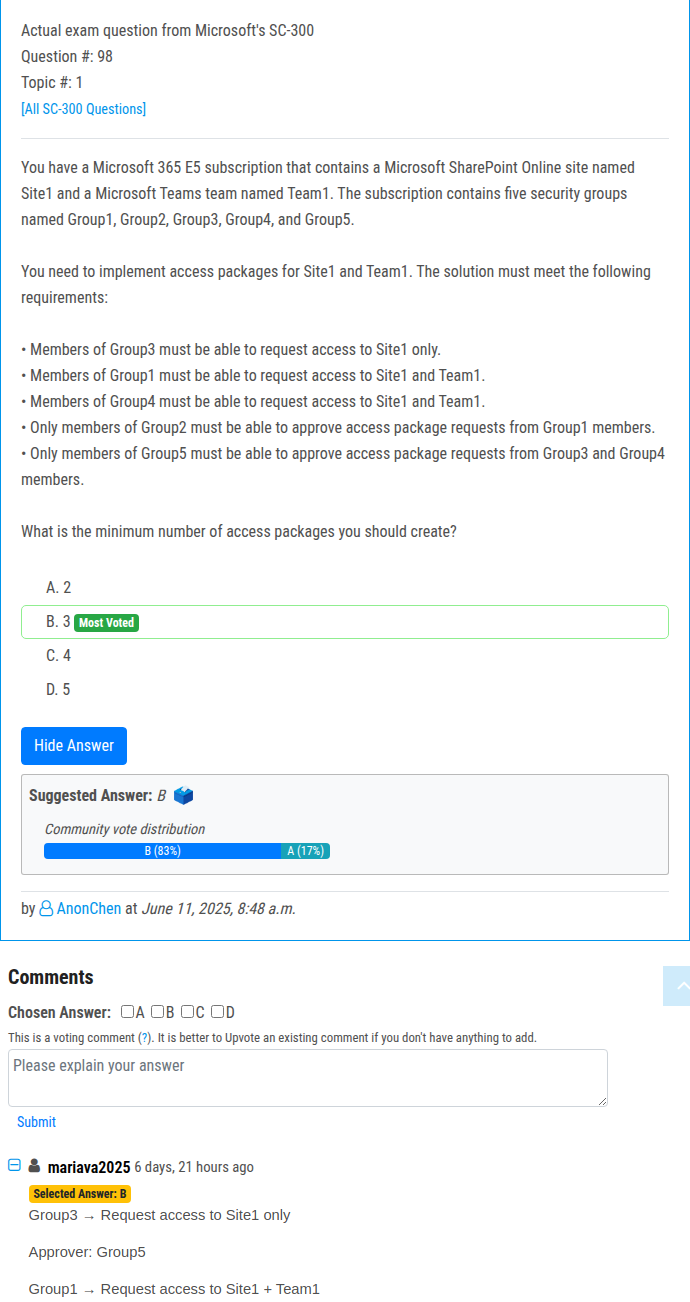 Actual exam question from Microsoft's SC-300
Question #: 98
Topic #: 1
[All SC-300 Questions]
You have a Microsoft 365 E5 subscription that contains a Microsoft SharePoint Online site named
Site1 and a Microsoft Teams team named Team1. The subscription contains five security groups
named Group1, Group2, Group3, Group4, and Group5.
You need to implement access packages for Site1 and Team1. The solution must meet the following
requirements:
• Members of Group3 must be able to request access to Site1 only.
• Members of Group1 must be able to request access to Site1 and Team1.
• Members of Group4 must be able to request access to Site1 and Team1.
• Only members of Group2 must be able to approve access package requests from Group1 members.
• Only members of Group5 must be able to approve access package requests from Group3 and Group4
members.
What is the minimum number of access packages you should create?
A. 2
B. 3 Most Voted
C. 4
D. 5
Hide Answer
Suggested Answer: B
Community vote distribution
B (83%) A (17%)
by AnonChen at June 11, 2025, 8:48 a.m.
Comments
Chosen Answer: A B C D
This is a voting comment (?). It is better to Upvote an existing comment if you don't have anything to add.
Please explain your answer
Submit
mariava2025 6 days, 21 hours ago
Selected Answer: B
Group3 → Request access to Site1 only
Approver: Group5
Group1 → Request access to Site1 + Team1